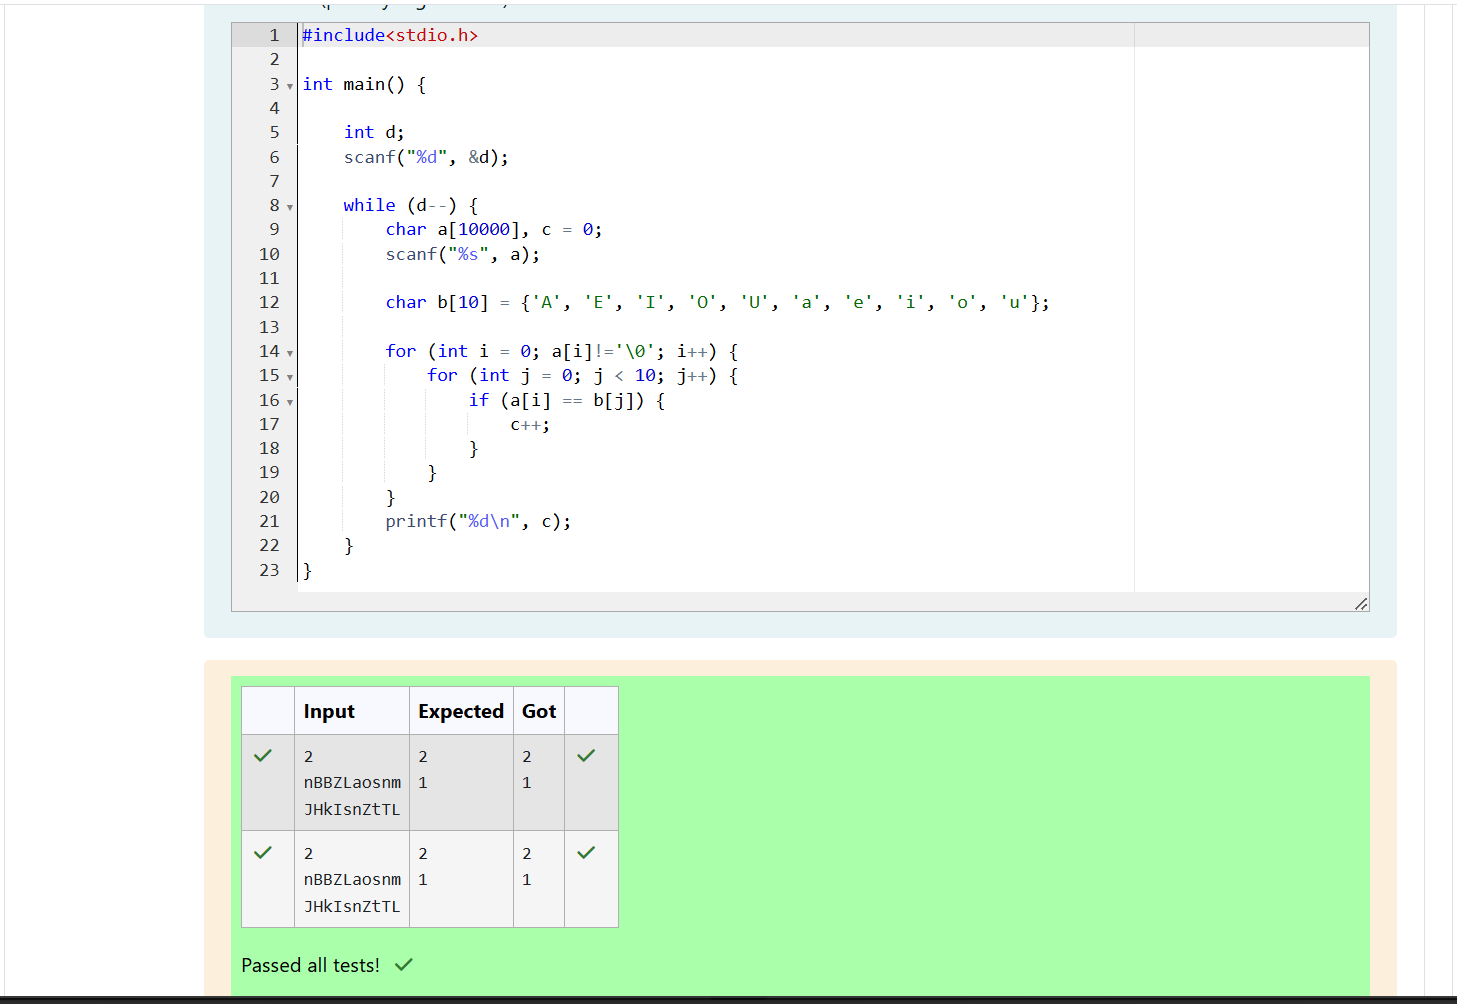 1 #include<stdio.h>
2
3 int main() {
4
5     int d;
6     scanf("%d", &d);
7
8     while (d--) {
9         char a[10000], c = 0;
10         scanf("%s", a);
11
12         char b[10] = {'A', 'E', 'I', 'O', 'U', 'a', 'e', 'i', 'o', 'u'};
13
14         for (int i = 0; a[i]!='\0'; i++) {
15             for (int j = 0; j < 10; j++) {
16                 if (a[i] == b[j]) {
17                     c++;
18                 }
19             }
20         }
21         printf("%d\n", c);
22     }
23 }
Input Expected Got
2 2 2
nBBZLaosnm 1 1
JHkIsnZtTL
2 2 2
nBBZLaosnm 1 1
JHkIsnZtTL
Passed all tests!